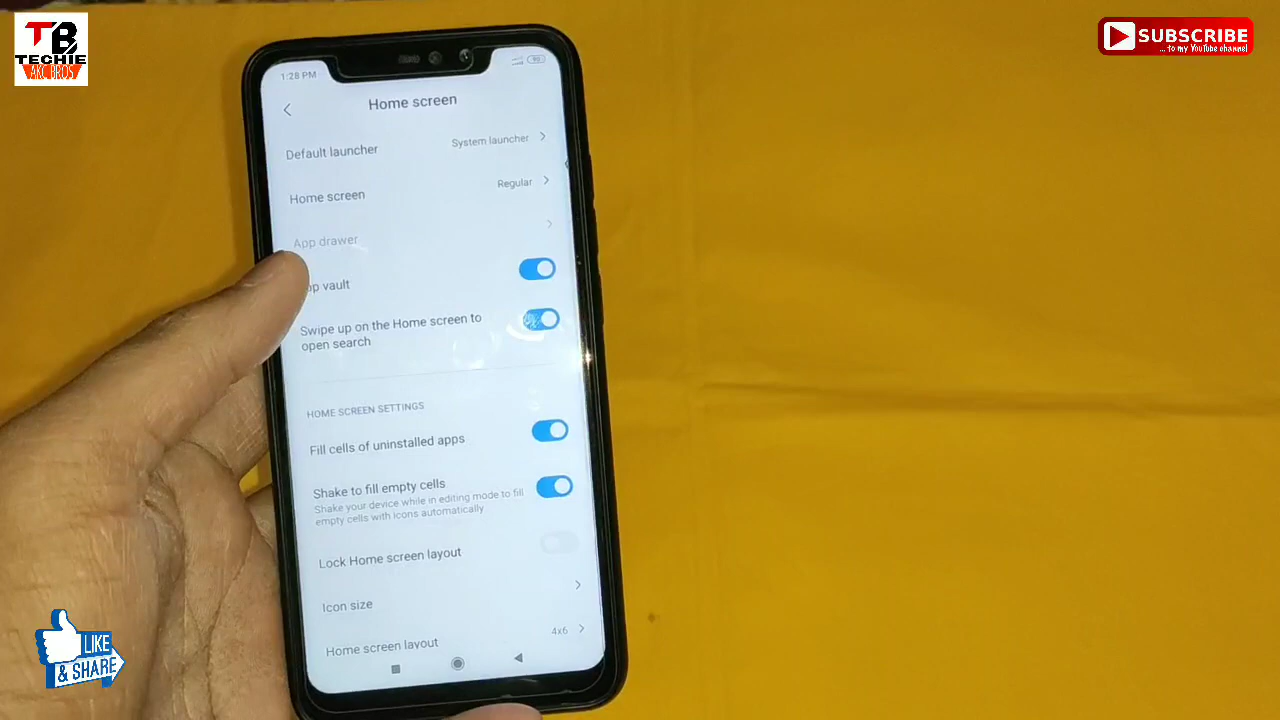 TB
TECHIE
AKC BROS
SUBSCRIBE
... to my YouTube channel
1:28 PM
Home screen
Default launcher
System launcher
Home screen
Regular
App drawer
pp vault
Swipe up on the Home screen to
open search
HOME SCREEN SETTINGS
Fill cells of uninstalled apps
Shake to fill empty cells
Shake your device while in editing mode to fill
empty cells with icons automatically
Lock Home screen layout
Icon size
Home screen layout
4x6
LIKE
& SHARE